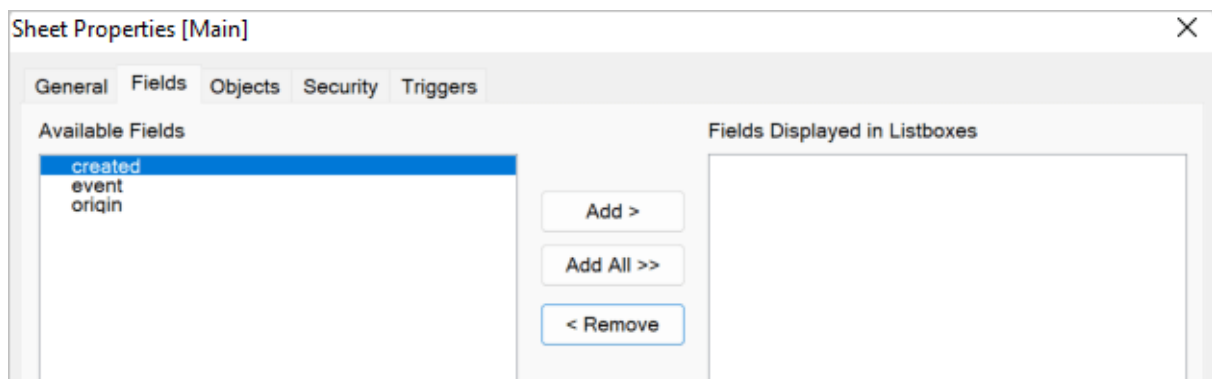 Sheet Properties [Main]
General Fields Objects Security Triggers
Available Fields
Fields Displayed in Listboxes
created
event
origin
Add >
Add All >>
< Remove